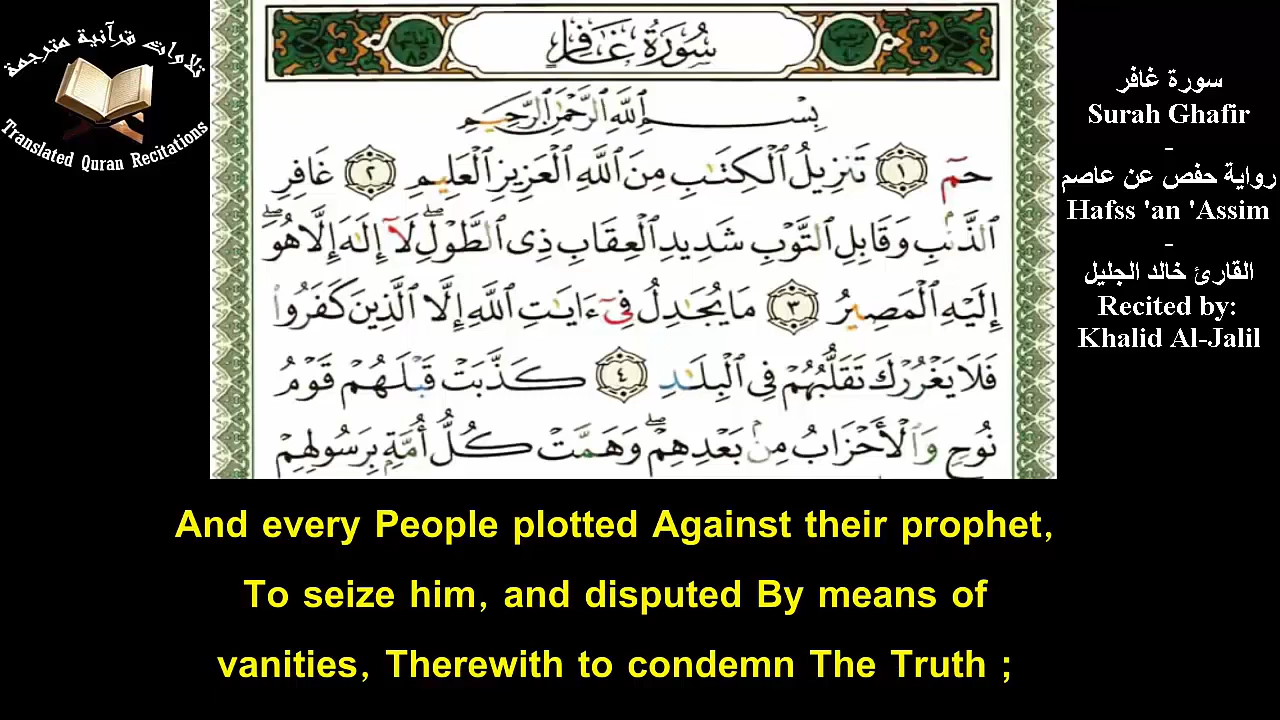 تلاوات قرآنية مترجمة
Translated Quran Recitations
سُورَةُ غَافِرٍ
بِسْمِ ٱللَّهِ ٱلرَّحْمَٰنِ ٱلرَّحِيمِ
حمٓ ١ تَنزِيلُ ٱلْكِتَٰبِ مِنَ ٱللَّهِ ٱلْعَزِيزِ ٱلْعَلِيمِ ٢ غَافِرِ
ٱلذَّنۢبِ وَقَابِلِ ٱلتَّوْبِ شَدِيدِ ٱلْعِقَابِ ذِى ٱلطَّوْلِۖ لَآ إِلَٰهَ إِلَّا هُوَۖ
إِلَيْهِ ٱلْمَصِيرُ ٣ مَا يُجَٰدِلُ فِىٓ ءَايَٰتِ ٱللَّهِ إِلَّا ٱلَّذِينَ كَفَرُوا۟
فَلَا يَغْرُرْكَ تَقَلُّبُهُمْ فِى ٱلْبِلَٰدِ ٤ كَذَّبَتْ قَبْلَهُمْ قَوْمُ
نُوحٍ وَٱلْأَحْزَابُ مِنۢ بَعْدِهِمْۖ وَهَمَّتْ كُلُّ أُمَّةٍۭ بِرَسُولِهِمْ
سورة غافر
Surah Ghafir
-
رواية حفص عن عاصم
Hafss 'an 'Assim
-
القارئ خالد الجليل
Recited by:
Khalid Al-Jalil
And every People plotted Against their prophet,
To seize him, and disputed By means of
vanities, Therewith to condemn The Truth ;